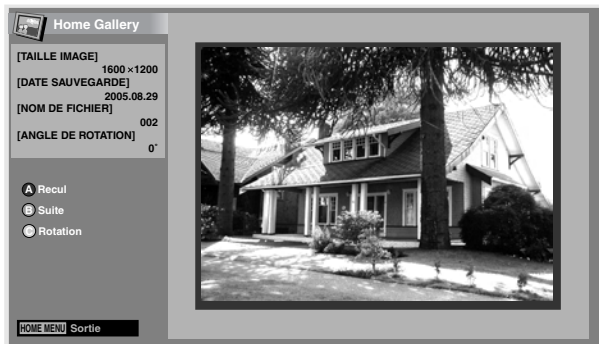 Home Gallery
[TAILLE IMAGE]
1600×1200
[DATE SAUVEGARDE]
2005.08.29
[NOM DE FICHIER]
002
[ANGLE DE ROTATION]
0°
A Recul
B Suite
C Rotation
HOME MENU Sortie